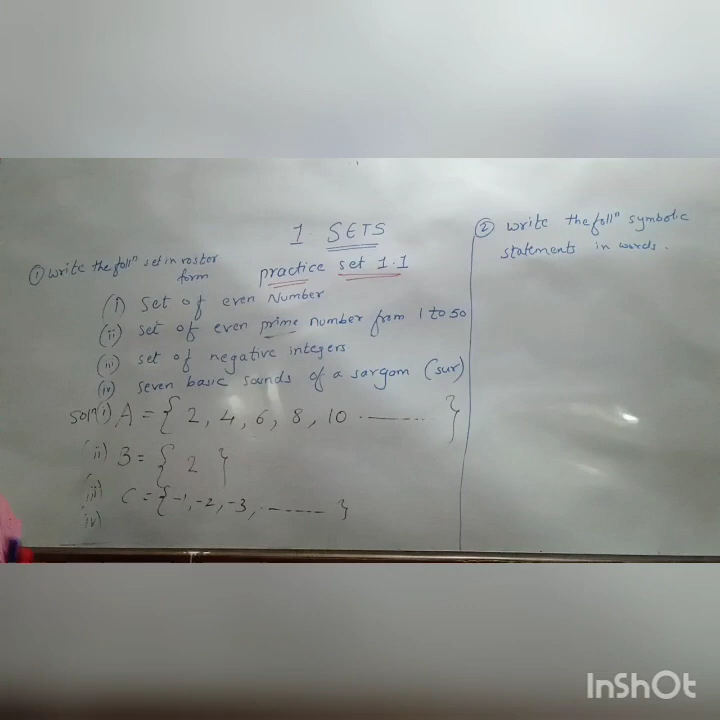 1. SETS
① write the follⁿ set in roster
form
practice set 1.1
(i) Set of even Number
(ii) set of even prime number from 1 to 50
(iii) set of negative integers
(iv) seven basic sounds of a sargom (sur)
solⁿ(i) A = { 2, 4, 6, 8, 10 ------- }
(ii) B = { 2 }
(iii) C = {-1, -2, -3, ------- }
(iv)
② write the follⁿ symbolic
statements in words.
InShOt